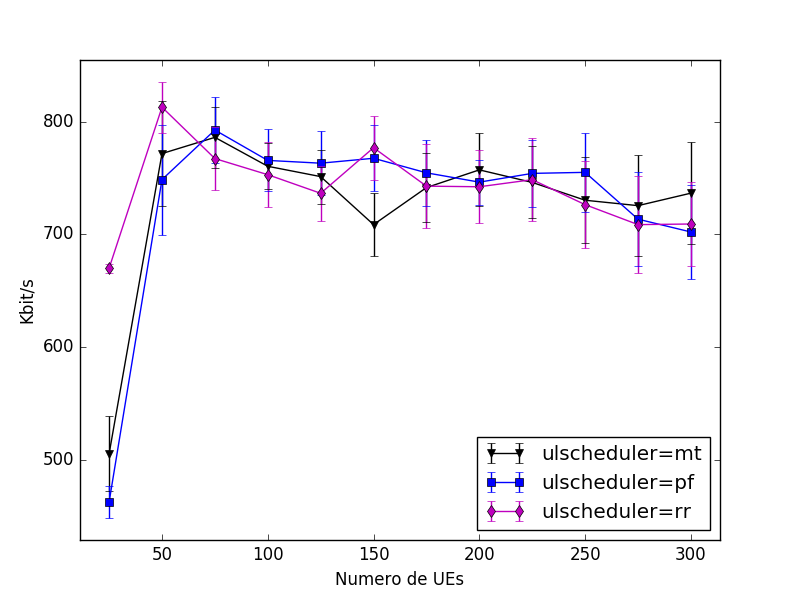 800
700
600
500
Kbit/s
50
100
150
200
250
300
Numero de UEs
ulscheduler=mt
ulscheduler=pf
ulscheduler=rr